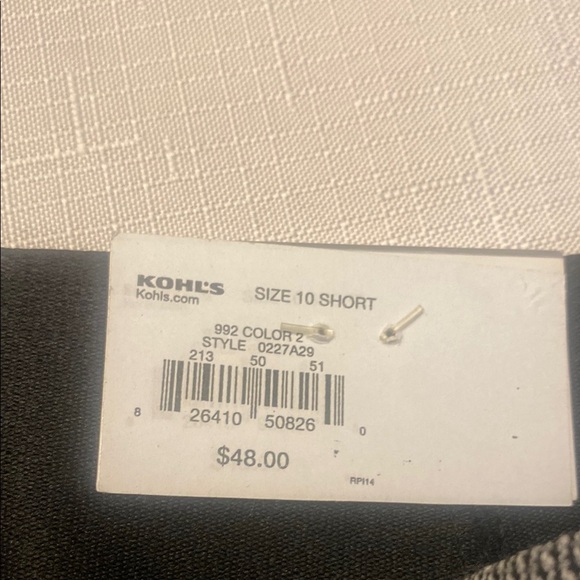 KOHL'S SIZE 10 SHORT
Kohls.com
992 COLOR 2
STYLE 0227A29
213 50 51
8 26410 50826 0
$48.00
RPI14